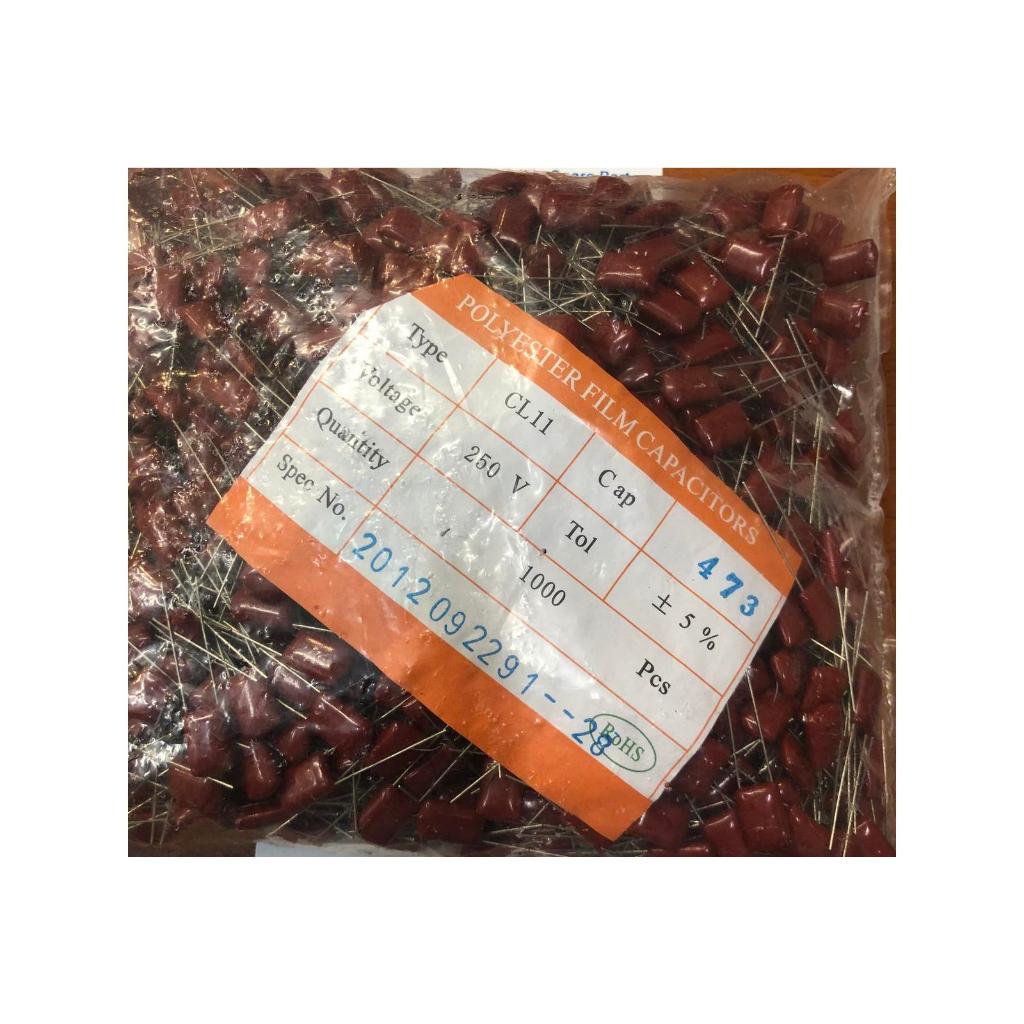 POLYESTER FILM CAPACITORS
Type CL11 Cap 473
Voltage 250 V Tol ± 5 %
Quantity 1000 Pcs
Spec No. 2012092291--28
RoHS